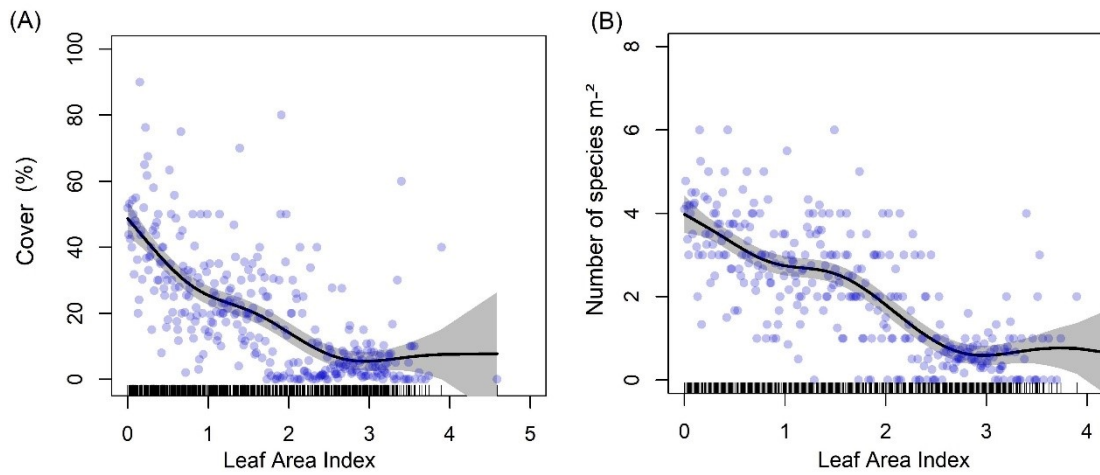 (A)
100
80
60
40
20
0
Cover (%)
0 1 2 3 4 5
Leaf Area Index
(B)
8
6
4
2
0
Number of species m-²
0 1 2 3 4
Leaf Area Index